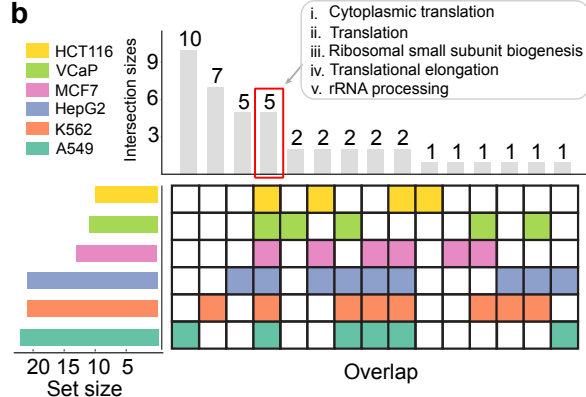 b
HCT116
VCaP
MCF7
HepG2
K562
A549
Intersection sizes
9
6
3
10
7
5
5
2
2
2
2
2
1
1
1
1
1
1
i. Cytoplasmic translation
ii. Translation
iii. Ribosomal small subunit biogenesis
iv. Translational elongation
v. rRNA processing
20 15 10 5
Set size
Overlap